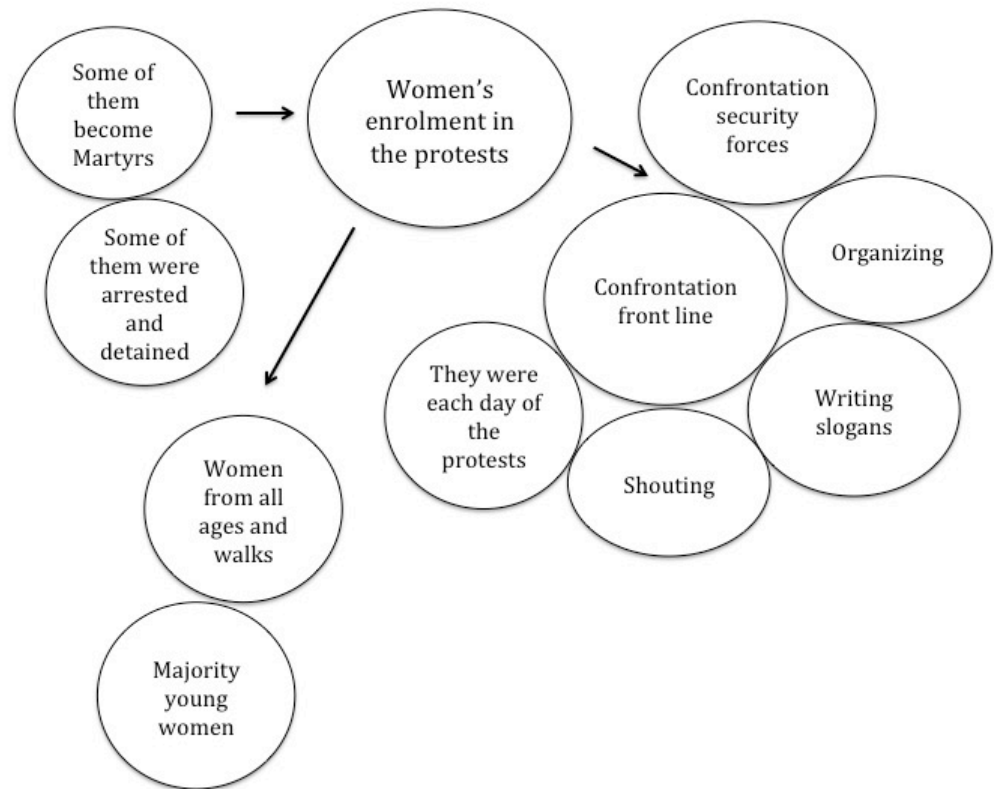 Some of
them
become
Martyrs
Women's
enrolment in
the protests
Confrontation
security
forces
Some of
them were
arrested
and
detained
Organizing
Confrontation
front line
They were
each day of
the
protests
Writing
slogans
Shouting
Women
from all
ages and
walks
Majority
young
women